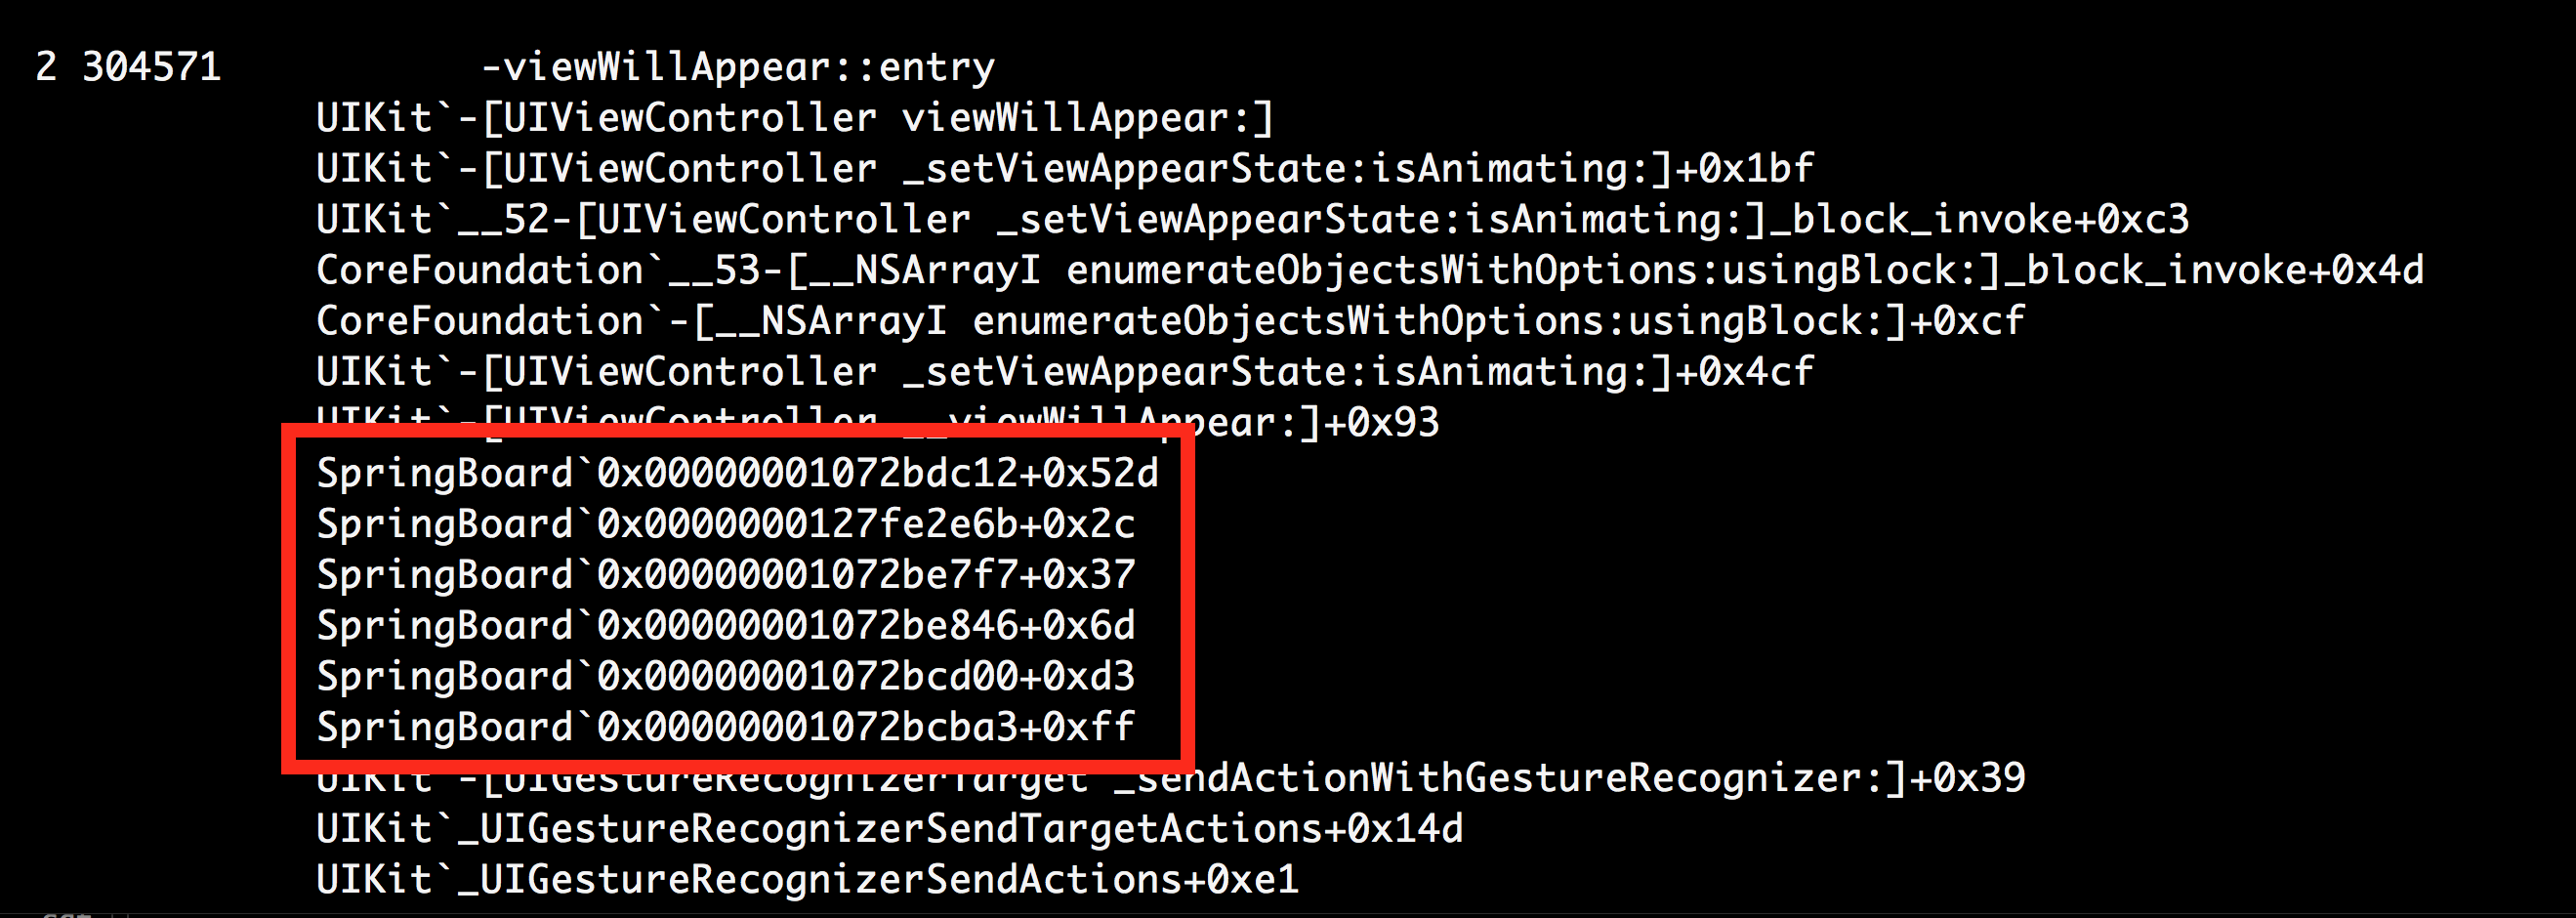 2 304571 -viewWillAppear::entry
UIKit`-[UIViewController viewWillAppear:]
UIKit`-[UIViewController _setViewAppearState:isAnimating:]+0x1bf
UIKit`__52-[UIViewController _setViewAppearState:isAnimating:]_block_invoke+0xc3
CoreFoundation`__53-[__NSArrayI enumerateObjectsWithOptions:usingBlock:]_block_invoke+0x4d
CoreFoundation`-[__NSArrayI enumerateObjectsWithOptions:usingBlock:]+0xcf
UIKit`-[UIViewController _setViewAppearState:isAnimating:]+0x4cf
UIKit`-[UIViewController __viewWillAppear:]+0x93
SpringBoard`0x00000001072bdc12+0x52d
SpringBoard`0x0000000127fe2e6b+0x2c
SpringBoard`0x00000001072be7f7+0x37
SpringBoard`0x00000001072be846+0x6d
SpringBoard`0x00000001072bcd00+0xd3
SpringBoard`0x00000001072bcba3+0xff
UIKit`-[UIGestureRecognizerTarget _sendActionWithGestureRecognizer:]+0x39
UIKit`_UIGestureRecognizerSendTargetActions+0x14d
UIKit`_UIGestureRecognizerSendActions+0xe1